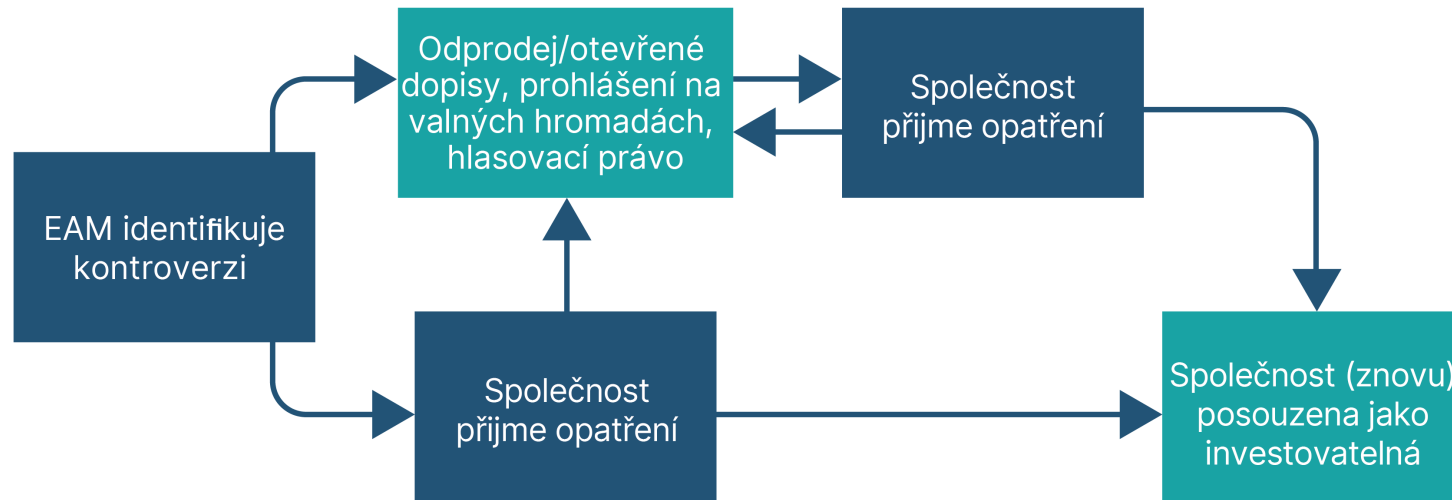 Odprodej/otevřené
dopisy, prohlášení na
valných hromadách,
hlasovací právo
Společnost
přijme opatření
EAM identifikuje
kontroverzi
Společnost
přijme opatření
Společnost (znovu)
posouzena jako
investovatelná